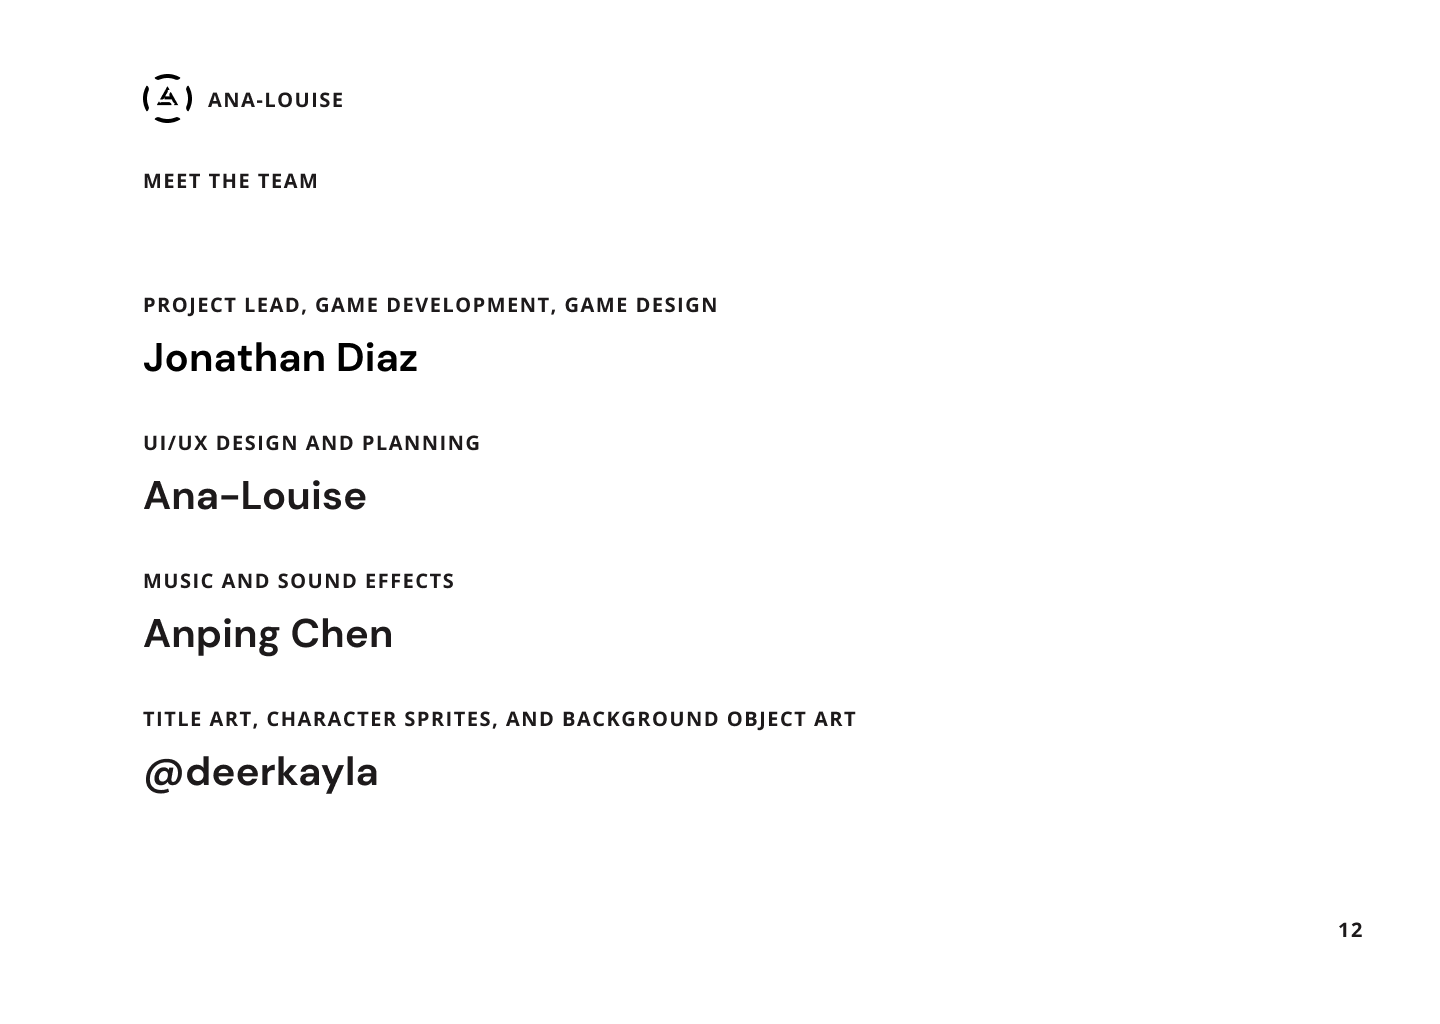 ANA-LOUISE
MEET THE TEAM
PROJECT LEAD, GAME DEVELOPMENT, GAME DESIGN
Jonathan Diaz
UI/UX DESIGN AND PLANNING
Ana-Louise
MUSIC AND SOUND EFFECTS
Anping Chen
TITLE ART, CHARACTER SPRITES, AND BACKGROUND OBJECT ART
@deerkayla
12